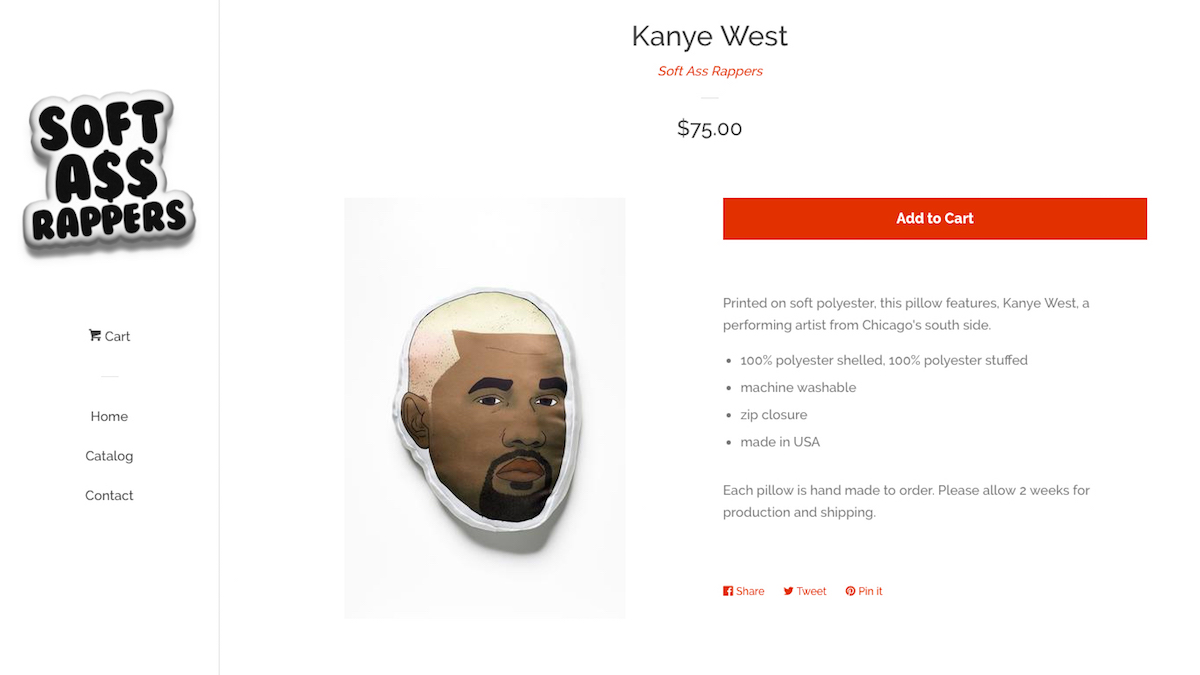 SOFT
A$$
RAPPERS
Cart
Home
Catalog
Contact
Kanye West
Soft Ass Rappers
$75.00
Add to Cart
Printed on soft polyester, this pillow features, Kanye West, a
performing artist from Chicago's south side.
• 100% polyester shelled, 100% polyester stuffed
• machine washable
• zip closure
• made in USA
Each pillow is hand made to order. Please allow 2 weeks for
production and shipping.
Share Tweet Pin it